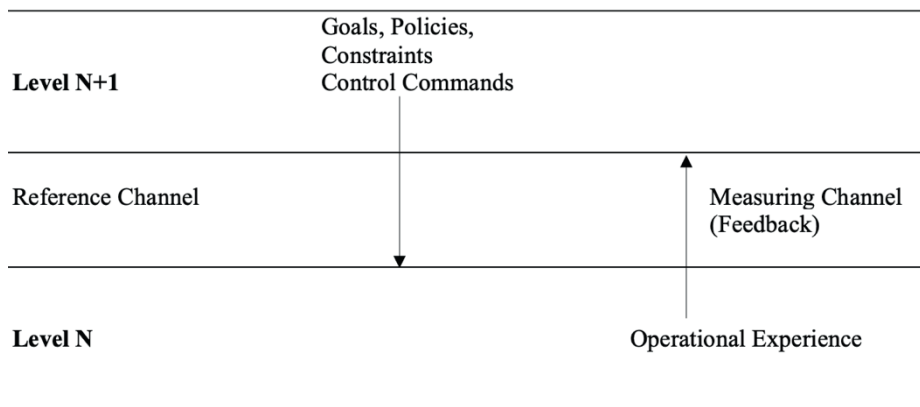 Goals, Policies,
Constraints
Level N+1
Control Commands
Reference Channel
Measuring Channel
(Feedback)
Level N
Operational Experience